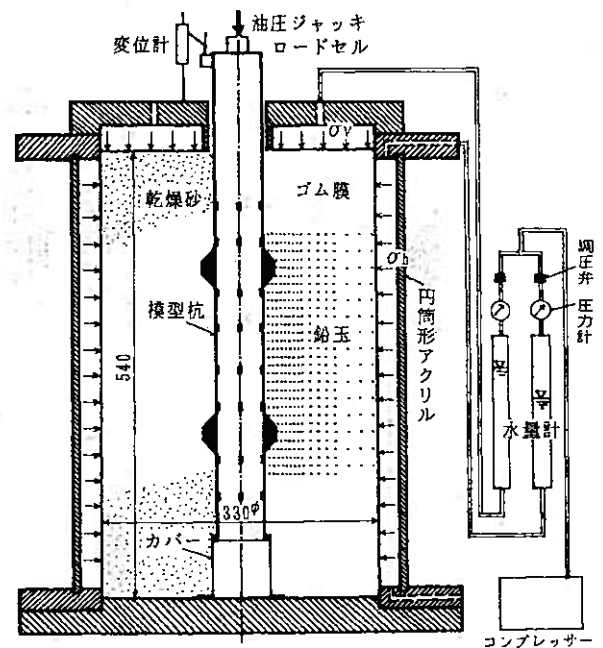 油圧ジャッキ
ロードセル
変位計
σv
乾燥砂
ゴム膜
σh
調圧弁
圧力計
円筒形アクリル
模型杭
鉛玉
540
水量計
330φ
カバー
コンプレッサー